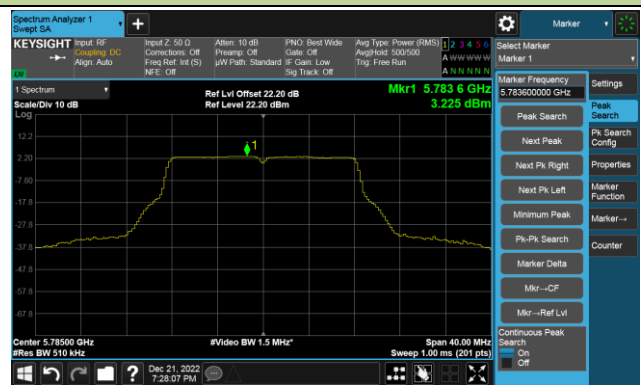 Spectrum Analyzer 1
Swept SA
Marker
KEYSIGHT
Input: RF
Coupling: DC
Align: Auto
Input Z: 50 Ω
Corrections: Off
Freq Ref: Int (S)
NFE: Off
Atten: 10 dB
Preamp: Off
µW Path: Standard
PNO: Best Wide
Gate: Off
IF Gain: Low
Sig Track: Off
Avg Type: Power (RMS)
Avg|Hold: 500/500
Trig: Free Run
1 2 3 4 5 6
A W W W W W
A N N N N N
Select Marker
Marker 1
LXI
1 Spectrum
Scale/Div 10 dB
Ref Lvl Offset 22.20 dB
Ref Level 22.20 dBm
Mkr1 5.783 6 GHz
3.225 dBm
Log
12.2
2.20
-7.80
-17.8
-27.8
-37.8
-47.8
-57.8
-67.8
1
Center 5.78500 GHz
#Res BW 510 kHz
#Video BW 1.5 MHz*
Span 40.00 MHz
Sweep 1.00 ms (201 pts)
Marker Frequency
5.783600000 GHz
Peak Search
Next Peak
Next Pk Right
Next Pk Left
Minimum Peak
Pk-Pk Search
Marker Delta
Mkr→CF
Mkr→Ref Lvl
Continuous Peak
Search
On
Off
Settings
Peak
Search
Pk Search
Config
Properties
Marker
Function
Marker→
Counter
Dec 21, 2022
7:28:07 PM